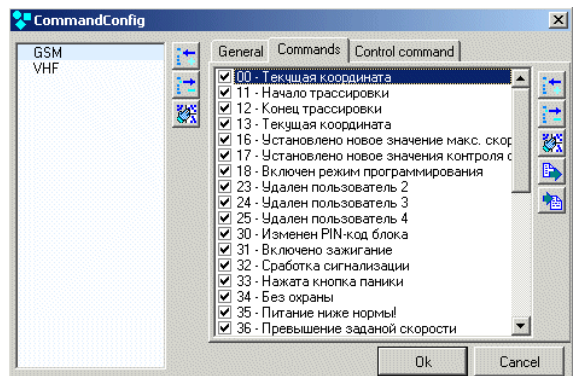 CommandConfig
GSM
VHF
General Commands Control command
00 - Текущая координата
11 - Начало трассировки
12 - Конец трассировки
13 - Текущая координата
16 - Установлено новое значение макс. скор
17 - Установлено новое значения контроля с
18 - Включен режим программирования
23 - Удален пользователь 2
24 - Удален пользователь 3
25 - Удален пользователь 4
30 - Изменен PIN-код блока
31 - Включено зажигание
32 - Сработка сигнализации
33 - Нажата кнопка паники
34 - Без охраны
35 - Питание ниже нормы!
36 - Превышение заданой скорости
Ok Cancel